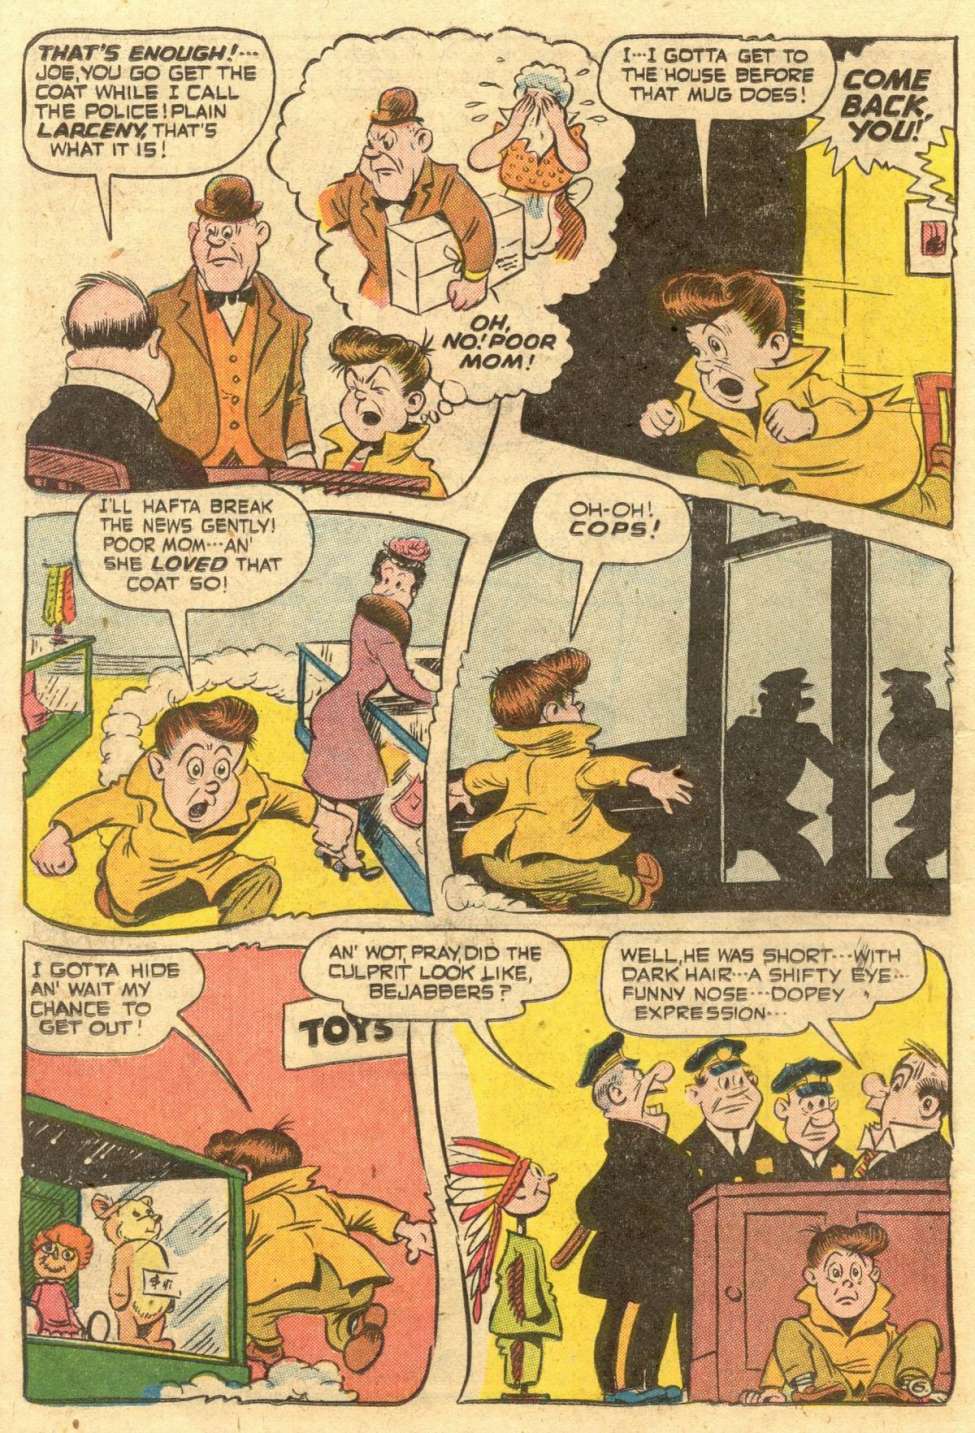 THAT'S ENOUGH!---
JOE, YOU GO GET THE
COAT WHILE I CALL
THE POLICE! PLAIN
LARCENY, THAT'S
WHAT IT IS!
OH,
NO! POOR
MOM!
I---I GOTTA GET TO
THE HOUSE BEFORE
THAT MUG DOES!
COME
BACK,
YOU!
I'LL HAFTA BREAK
THE NEWS GENTLY!
POOR MOM---AN'
SHE LOVED THAT
COAT SO!
OH-OH!
COPS!
I GOTTA HIDE
AN' WAIT MY
CHANCE TO
GET OUT!
TOYS
AN' WOT, PRAY, DID THE
CULPRIT LOOK LIKE,
BEJABBERS?
WELL, HE WAS SHORT---WITH
DARK HAIR---A SHIFTY EYE---
FUNNY NOSE---DOPEY
EXPRESSION---
6